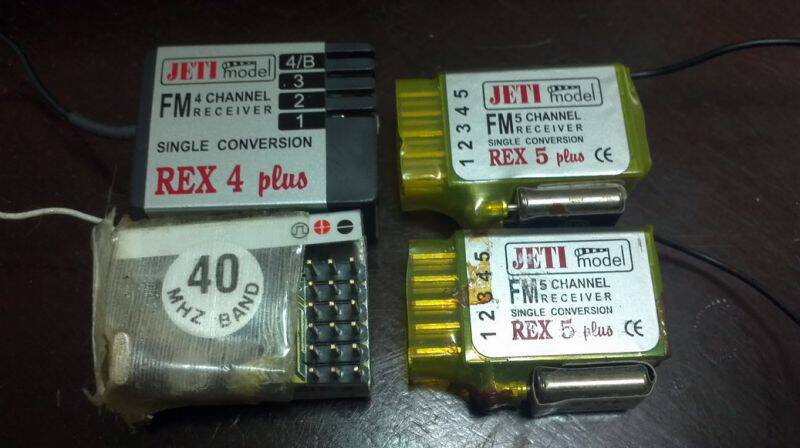 JETI model
FM 4 CHANNEL
RECEIVER
SINGLE CONVERSION
REX 4 plus
4/B
3
2
1
JETI model
FM 5 CHANNEL
RECEIVER
SINGLE CONVERSION
REX 5 plus CE
1 2 3 4 5
40
MHZ BAND
JETI model
FM 5 CHANNEL
RECEIVER
SINGLE CONVERSION
REX 5 plus CE
1 2 3 4 5